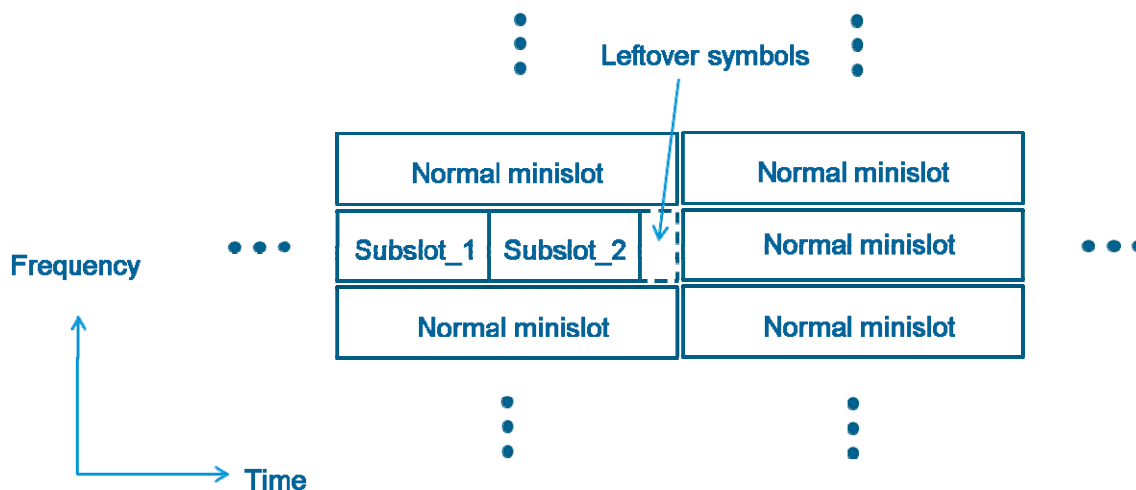 Leftover symbols
Normal minislot
Normal minislot
Subslot_1
Subslot_2
Normal minislot
Frequency
Normal minislot
Normal minislot
Time